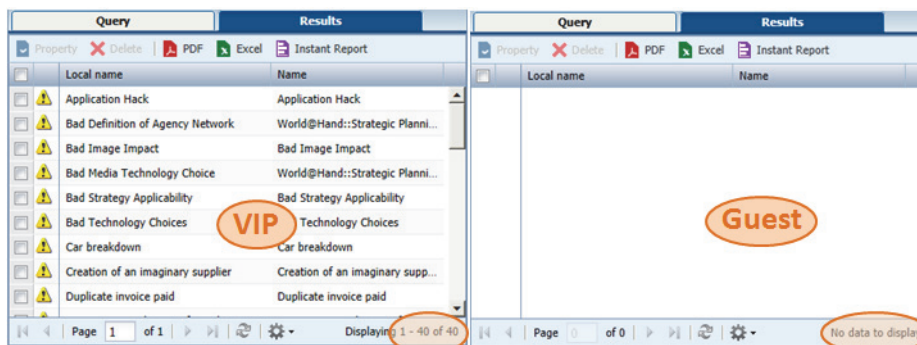 Query Results
Property Delete PDF Excel Instant Report
Local name Name
Application Hack Application Hack
Bad Definition of Agency Network World@Hand::Strategic Planni...
Bad Image Impact Bad Image Impact
Bad Media Technology Choice World@Hand::Strategic Planni...
Bad Strategy Applicability Bad Strategy Applicability
Bad Technology Choices Technology Choices
VIP
Car breakdown Car breakdown
Creation of an imaginary supplier Creation of an imaginary supp...
Duplicate invoice paid Duplicate invoice paid
Page 1 of 1 Displaying 1 - 40 of 40
Query Results
Property Delete PDF Excel Instant Report
Local name Name
Guest
Page 0 of 0 No data to display